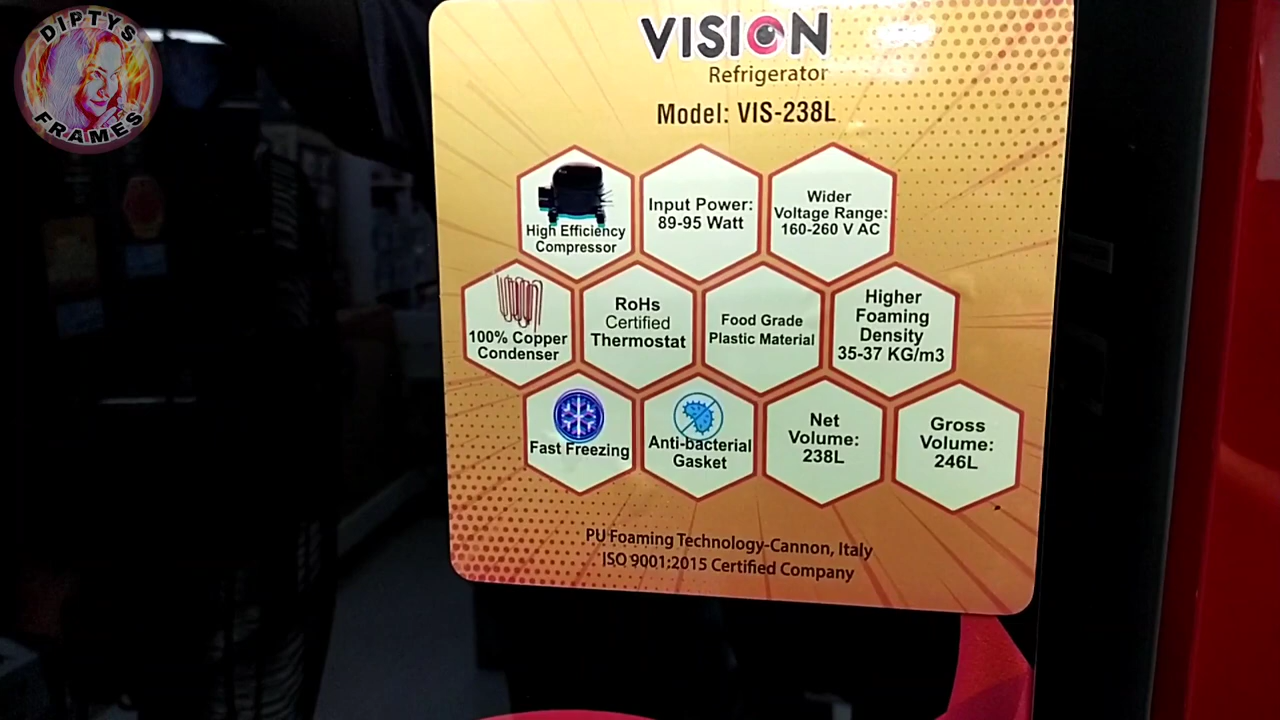 DIPTYS
FRAMES
VISION
Refrigerator
Model: VIS-238L
High Efficiency
Compressor
Input Power:
89-95 Watt
Wider
Voltage Range:
160-260 V AC
100% Copper
Condenser
RoHs
Certified
Thermostat
Food Grade
Plastic Material
Higher
Foaming
Density
35-37 KG/m3
Fast Freezing
Anti-bacterial
Gasket
Net
Volume:
238L
Gross
Volume:
246L
PU Foaming Technology-Cannon, Italy
ISO 9001:2015 Certified Company